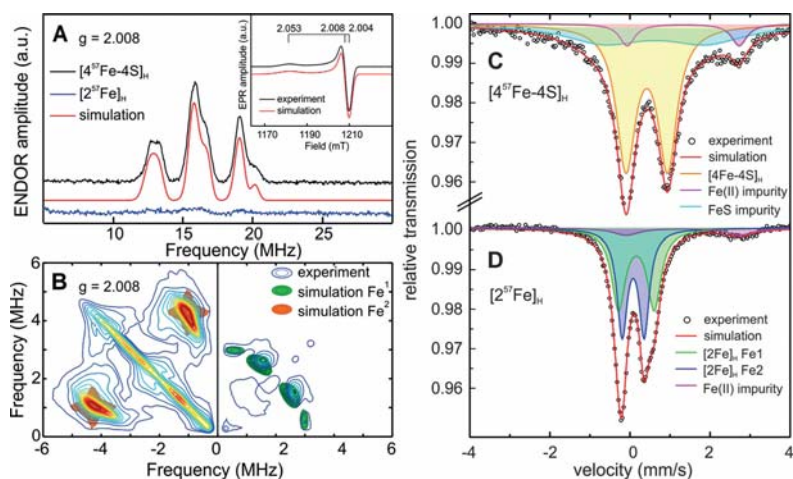 A
g = 2.008
[4⁵⁷Fe-4S]H
[2⁵⁷Fe]H
simulation
ENDOR amplitude (a.u.)
10 15 20 25
Frequency (MHz)
2.053 2.008 2.004
EPR amplitude (a.u.)
experiment
simulation
1170 1190 1210
Field (mT)
B
g = 2.008
experiment
simulation Fe¹
simulation Fe²
Frequency (MHz)
6
4
2
0
-6 -4 -2 0 2 4 6
Frequency (MHz)
relative transmission
1.000
0.995
0.990
0.98
0.97
0.96
C
[4⁵⁷Fe-4S]H
experiment
simulation
[4Fe-4S]H
Fe(II) impurity
FeS impurity
1.00
0.99
0.98
0.97
0.96
D
[2⁵⁷Fe]H
experiment
simulation
[2Fe]H Fe1
[2Fe]H Fe2
Fe(II) impurity
-4 -2 0 2 4
velocity (mm/s)